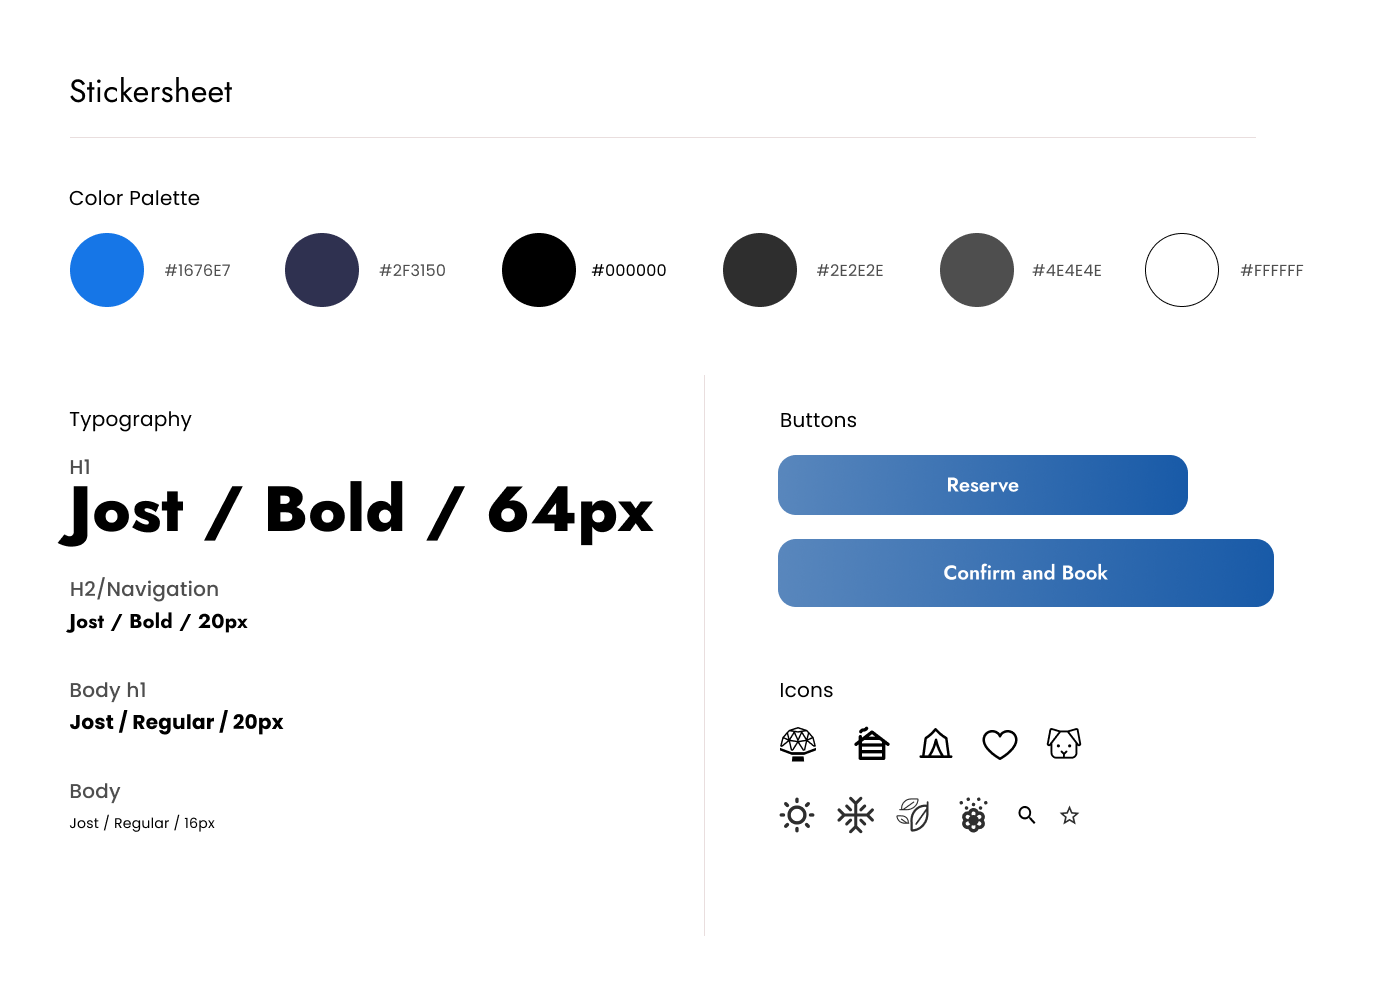 Stickersheet
Color Palette
#1676E7
#2F3150
#000000
#2E2E2E
#4E4E4E
#FFFFFF
Typography
H1
Jost / Bold / 64px
H2/Navigation
Jost / Bold / 20px
Body h1
Jost / Regular / 20px
Body
Jost / Regular / 16px
Buttons
Reserve
Confirm and Book
Icons